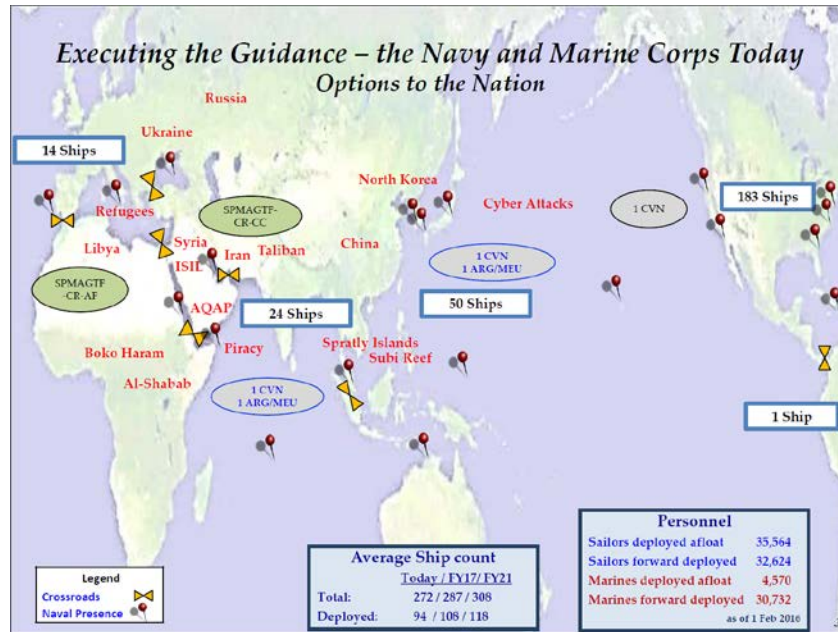 Executing the Guidance – the Navy and Marine Corps Today
Options to the Nation
Russia
Ukraine
14 Ships
North Korea
Cyber Attacks
1 CVN
183 Ships
Refugees
SPMAGTF-
CR-CC
Libya
Syria
Iran
Taliban
China
ISIL
1 CVN
1 ARG/MEU
SPMAGTF
-CR-AF
AQAP
24 Ships
50 Ships
Boko Haram
Piracy
Spratly Islands
Subi Reef
Al-Shabab
1 CVN
1 ARG/MEU
1 Ship
Legend
Crossroads
Naval Presence
Average Ship count
Today / FY17/ FY21
Total: 272 / 287 / 308
Deployed: 94 / 108 / 118
Personnel
Sailors deployed afloat 35,564
Sailors forward deployed 32,624
Marines deployed afloat 4,570
Marines forward deployed 30,732
as of 1 Feb 2016